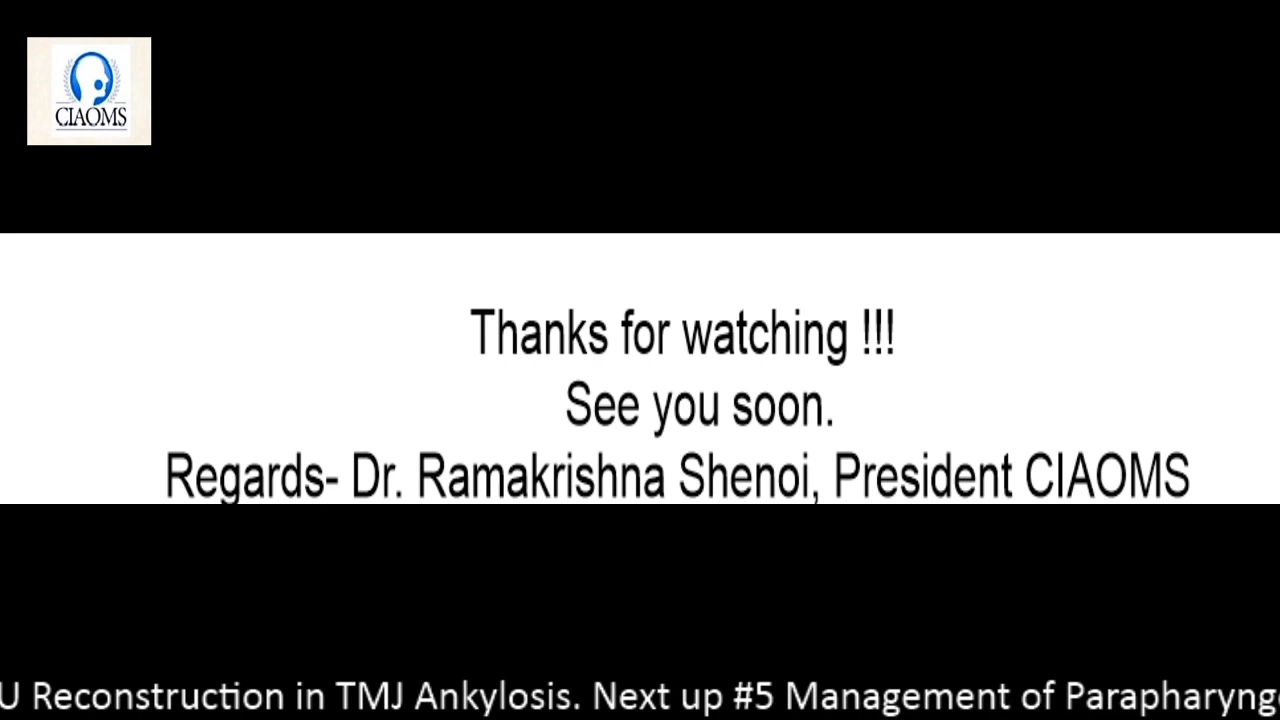 CIAOMS
Thanks for watching !!!
See you soon.
Regards- Dr. Ramakrishna Shenoi, President CIAOMS
U Reconstruction in TMJ Ankylosis. Next up #5 Management of Parapharyng